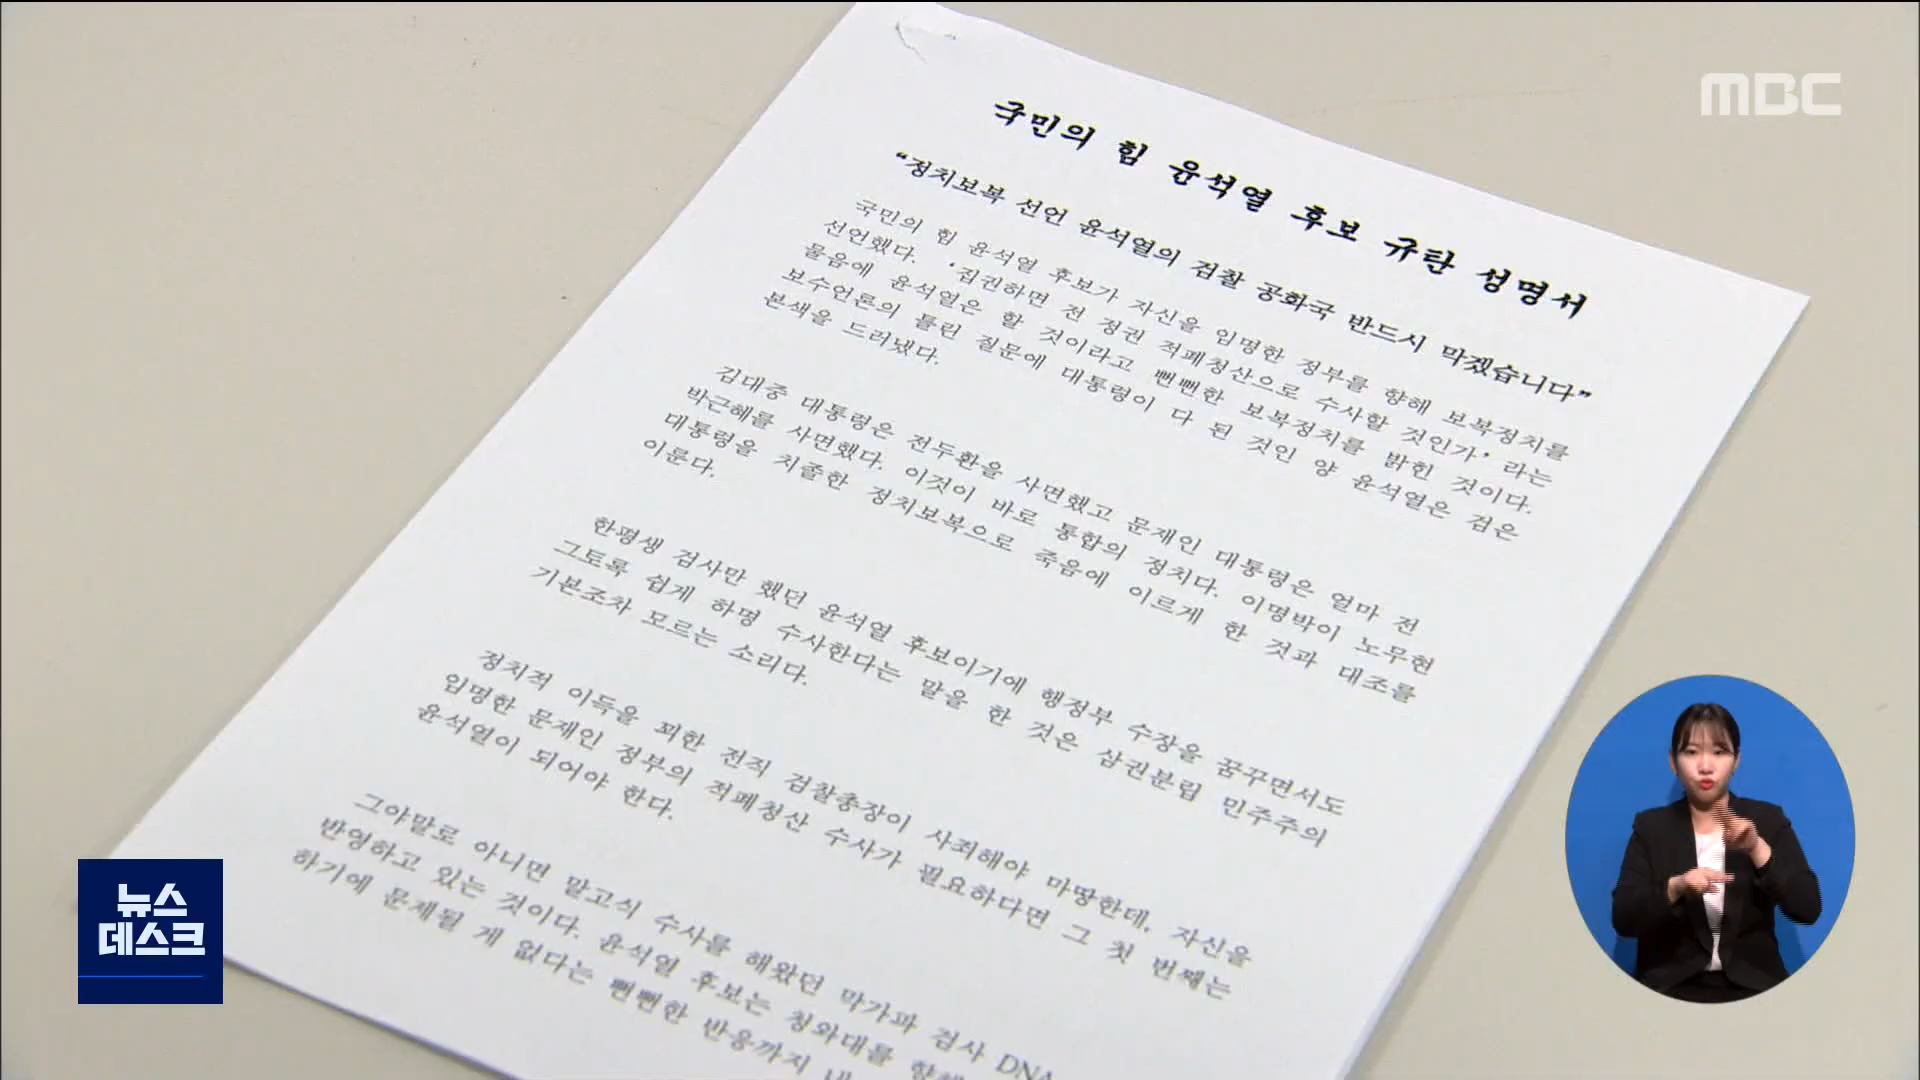 MBC
국민의 힘 윤석열 후보 규탄 성명서
“정치보복 선언 윤석열의 검찰 공화국 반드시 막겠습니다”
국민의 힘 윤석열 후보가 자신을 임명한 정부를 향해 보복정치를
선언했다. ‘집권하면 전 정권 적폐청산으로 수사할 것인가’ 라는
물음에 윤석열은 할 것이라고 뻔뻔한 보복정치를 밝힌 것이다.
보수언론의 틀린 질문에 대통령이 다 된 것인 양 윤석열은 검은
본색을 드러냈다.
김대중 대통령은 전두환을 사면했고 문재인 대통령은 얼마 전
박근혜를 사면했다. 이것이 바로 통합의 정치다. 이명박이 노무현
대통령을 치졸한 정치보복으로 죽음에 이르게 한 것과 대조를
이룬다.
한평생 검사만 했던 윤석열 후보이기에 행정부 수장을 꿈꾸면서도
그토록 쉽게 하명 수사한다는 말을 한 것은 삼권분립 민주주의
기본조차 모르는 소리다.
정치적 이득을 꾀한 전직 검찰총장이 사죄해야 마땅한데, 자신을
임명한 문재인 정부의 적폐청산 수사가 필요하다면 그 첫 번째는
윤석열이 되어야 한다.
그야말로 아니면 말고식 수사를 해왔던 막가파 검사 DNA
반영하고 있는 것이다. 윤석열 후보는 청와대를 향해
하기에 문제될 게 없다는 뻔뻔한 반응까지
뉴스
데스크